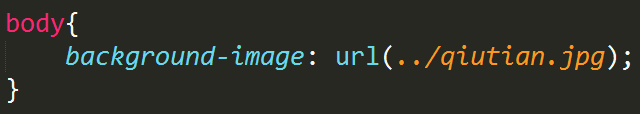 body{
    background-image: url(../qiutian.jpg);
}